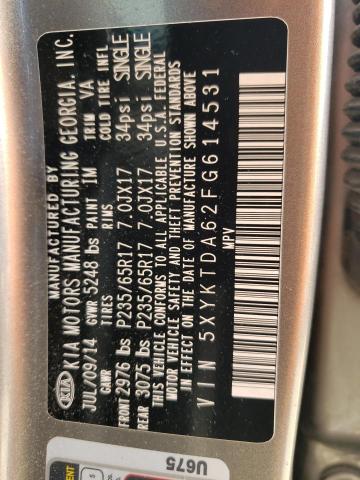 MANUFACTURED BY
KIA KIA MOTORS MANUFACTURING GEORGIA, INC.
JUL/09/14 GVWR 5248 lbs PAINT 1M TRIM VA
GAWR RIMS COLD TIRE INFL
FRONT 2976 lbs P235/65R17 7.0JX17 34psi SINGLE
REAR 3075 lbs P235/65R17 7.0JX17 34psi SINGLE
THIS VEHICLE CONFORMS TO ALL APPLICABLE U.S.A. FEDERAL
MOTOR VEHICLE SAFETY AND THEFT PREVENTION STANDARDS
IN EFFECT ON THE DATE OF MANUFACTURE SHOWN ABOVE
VIN 5XYKTDA62FG614531
MPV
U675